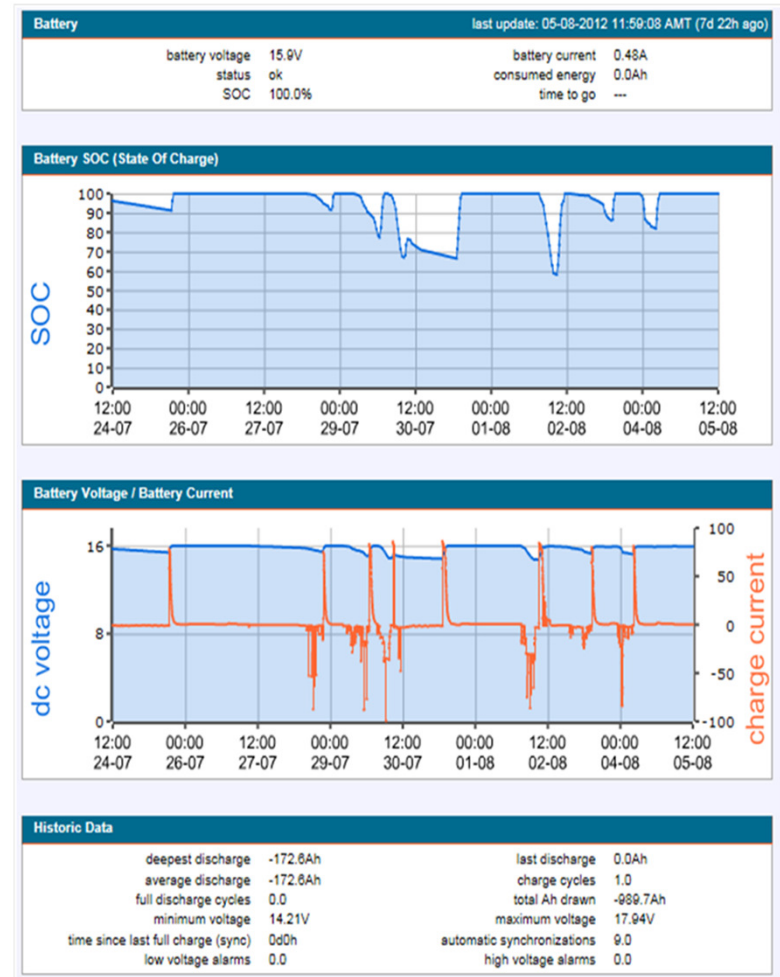 Battery last update: 05-08-2012 11:59:08 AMT (7d 22h ago)
battery voltage 15.9V battery current 0.48A
status ok consumed energy 0.0Ah
SOC 100.0% time to go ---
Battery SOC (State Of Charge)
SOC
100
90
80
70
60
50
40
30
20
10
0
12:00 00:00 12:00 00:00 12:00 00:00 12:00 00:00 12:00
24-07 26-07 27-07 29-07 30-07 01-08 02-08 04-08 05-08
Battery Voltage / Battery Current
dc voltage
16
8
0
100
50
0
-50
-100
charge current
12:00 00:00 12:00 00:00 12:00 00:00 12:00 00:00 12:00
24-07 26-07 27-07 29-07 30-07 01-08 02-08 04-08 05-08
Historic Data
deepest discharge -172.6Ah last discharge 0.0Ah
average discharge -172.6Ah charge cycles 1.0
full discharge cycles 0.0 total Ah drawn -989.7Ah
minimum voltage 14.21V maximum voltage 17.94V
time since last full charge (sync) 0d0h automatic synchronizations 9.0
low voltage alarms 0.0 high voltage alarms 0.0